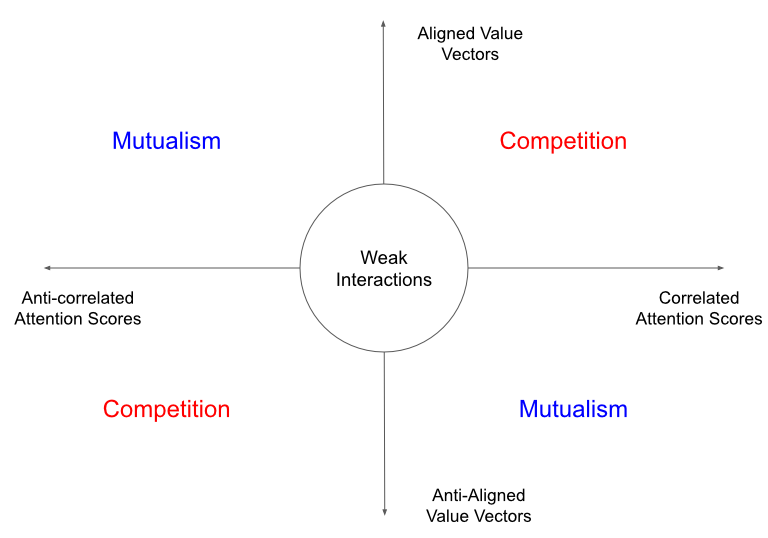 Aligned Value
Vectors
Mutualism
Competition
Weak
Interactions
Anti-correlated
Attention Scores
Correlated
Attention Scores
Competition
Mutualism
Anti-Aligned
Value Vectors